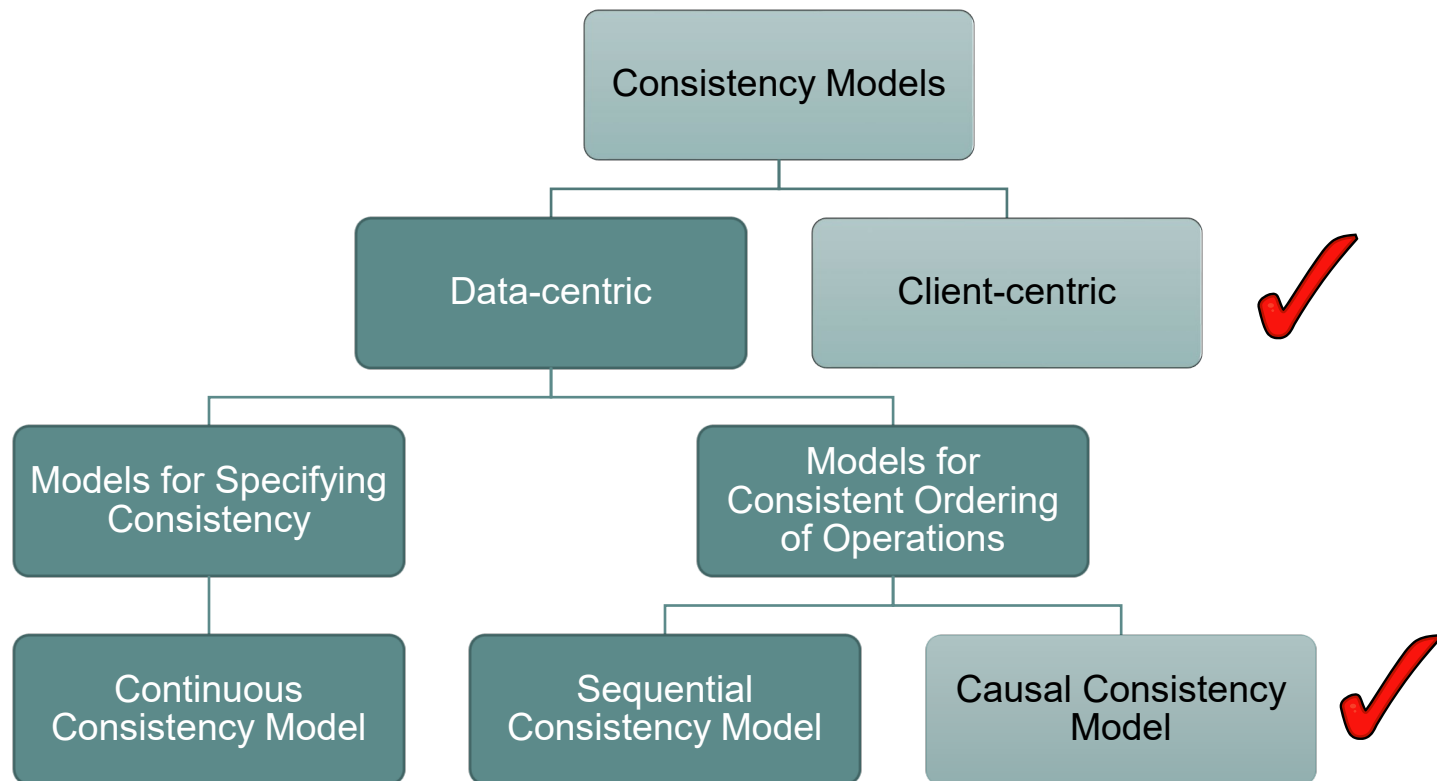 Consistency Models
Data-centric
Client-centric
Models for Specifying
Consistency
Models for
Consistent Ordering
of Operations
Continuous
Consistency Model
Sequential
Consistency Model
Causal Consistency
Model